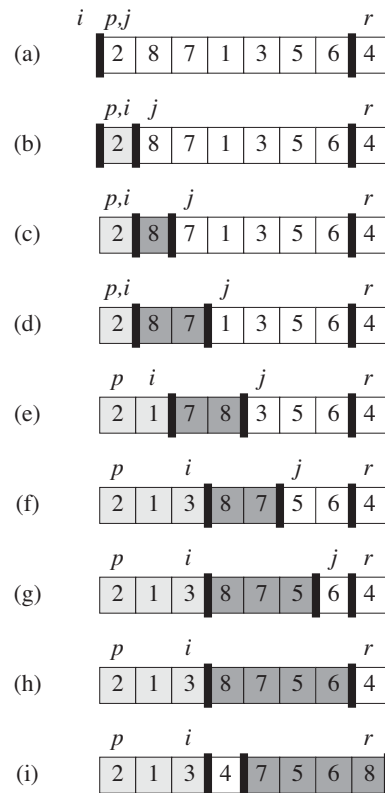 i p,j r
(a) 2 8 7 1 3 5 6 4
p,i j r
(b) 2 8 7 1 3 5 6 4
p,i j r
(c) 2 8 7 1 3 5 6 4
p,i j r
(d) 2 8 7 1 3 5 6 4
p i j r
(e) 2 1 7 8 3 5 6 4
p i j r
(f) 2 1 3 8 7 5 6 4
p i j r
(g) 2 1 3 8 7 5 6 4
p i r
(h) 2 1 3 8 7 5 6 4
p i r
(i) 2 1 3 4 7 5 6 8